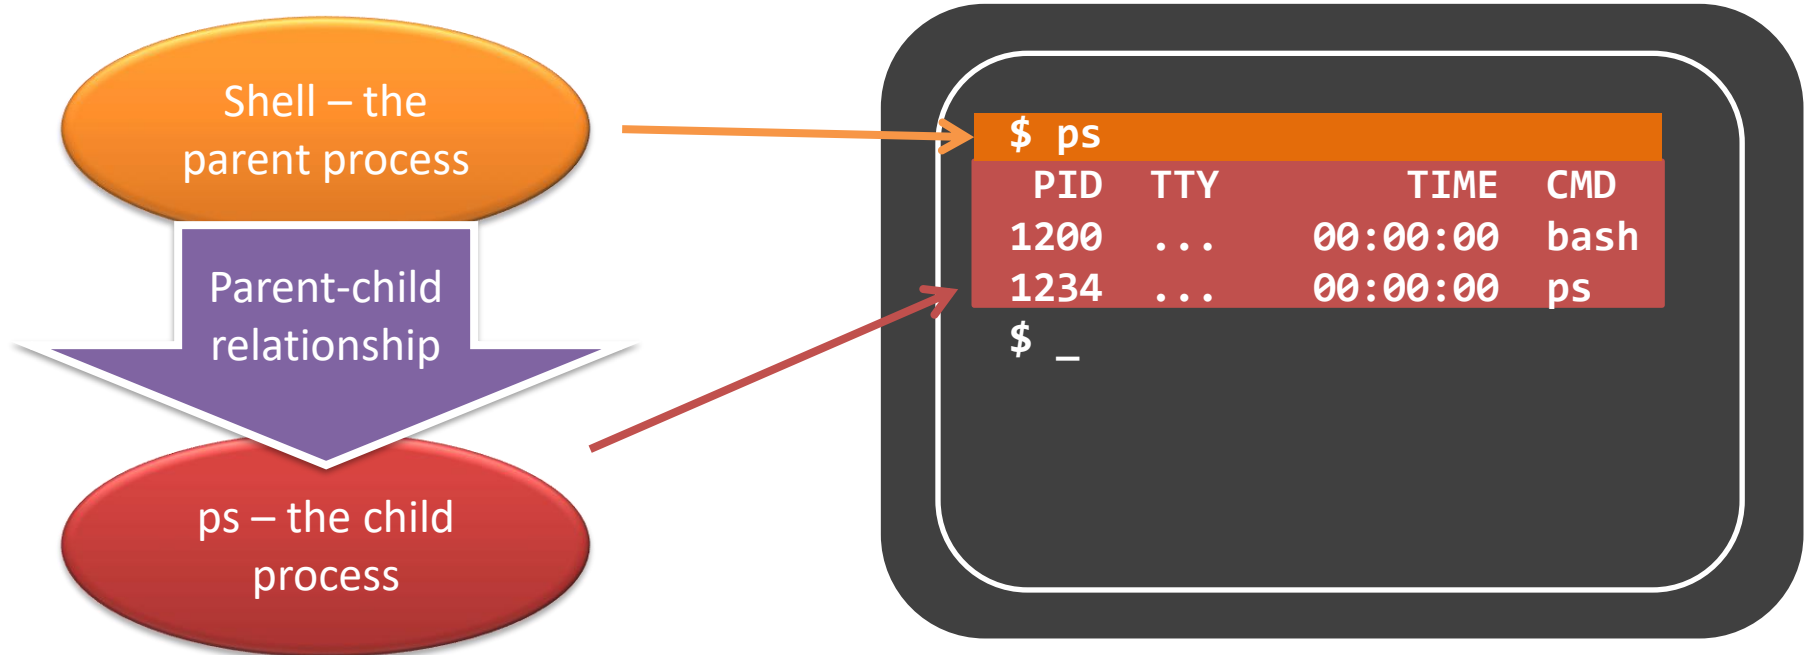 Shell – the
parent process
Parent-child
relationship
ps – the child
process
$ ps
PID TTY TIME CMD
1200 ... 00:00:00 bash
1234 ... 00:00:00 ps
$ _